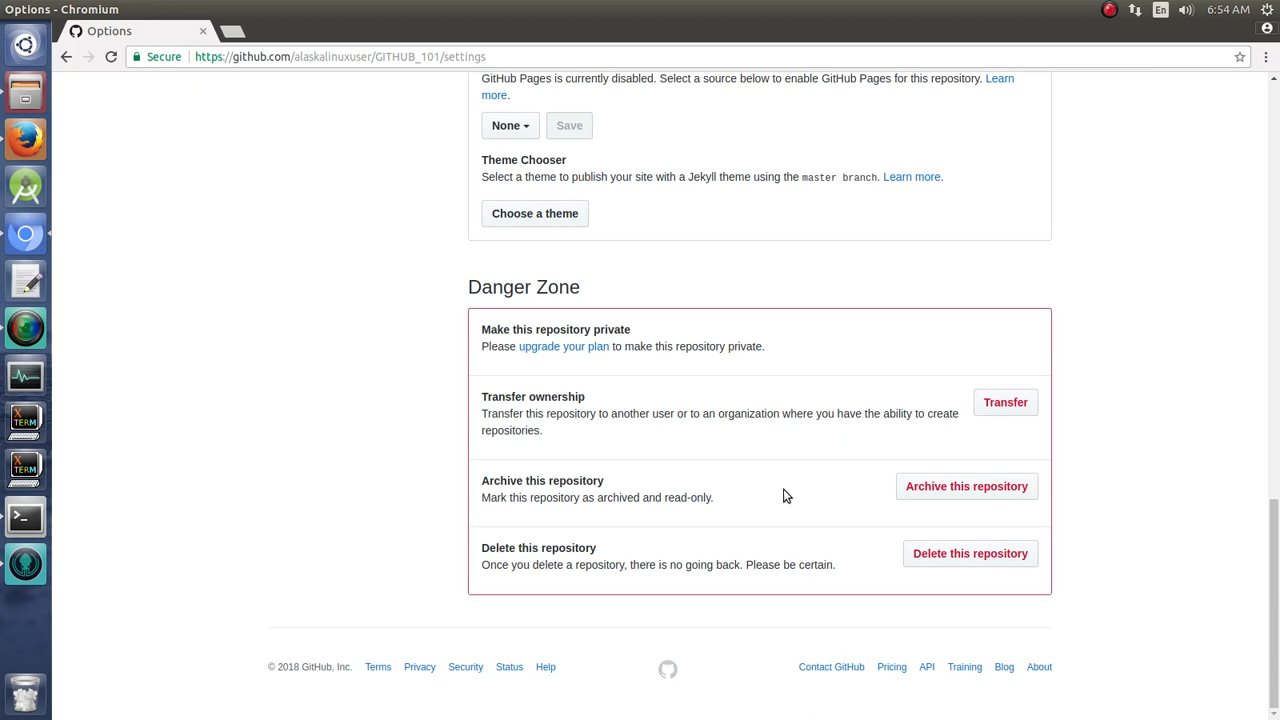 Options - Chromium
En
6:54 AM
Options
Secure
https://github.com/alaskalinuxuser/GITHUB_101/settings
GitHub Pages is currently disabled. Select a source below to enable GitHub Pages for this repository. Learn
more.
None
Save
Theme Chooser
Select a theme to publish your site with a Jekyll theme using the master branch. Learn more.
Choose a theme
Danger Zone
Make this repository private
Please upgrade your plan to make this repository private.
Transfer ownership
Transfer this repository to another user or to an organization where you have the ability to create
repositories.
Transfer
Archive this repository
Mark this repository as archived and read-only.
Archive this repository
Delete this repository
Once you delete a repository, there is no going back. Please be certain.
Delete this repository
© 2018 GitHub, Inc. Terms Privacy Security Status Help
Contact GitHub Pricing API Training Blog About
X
TERM
X
TERM
>_